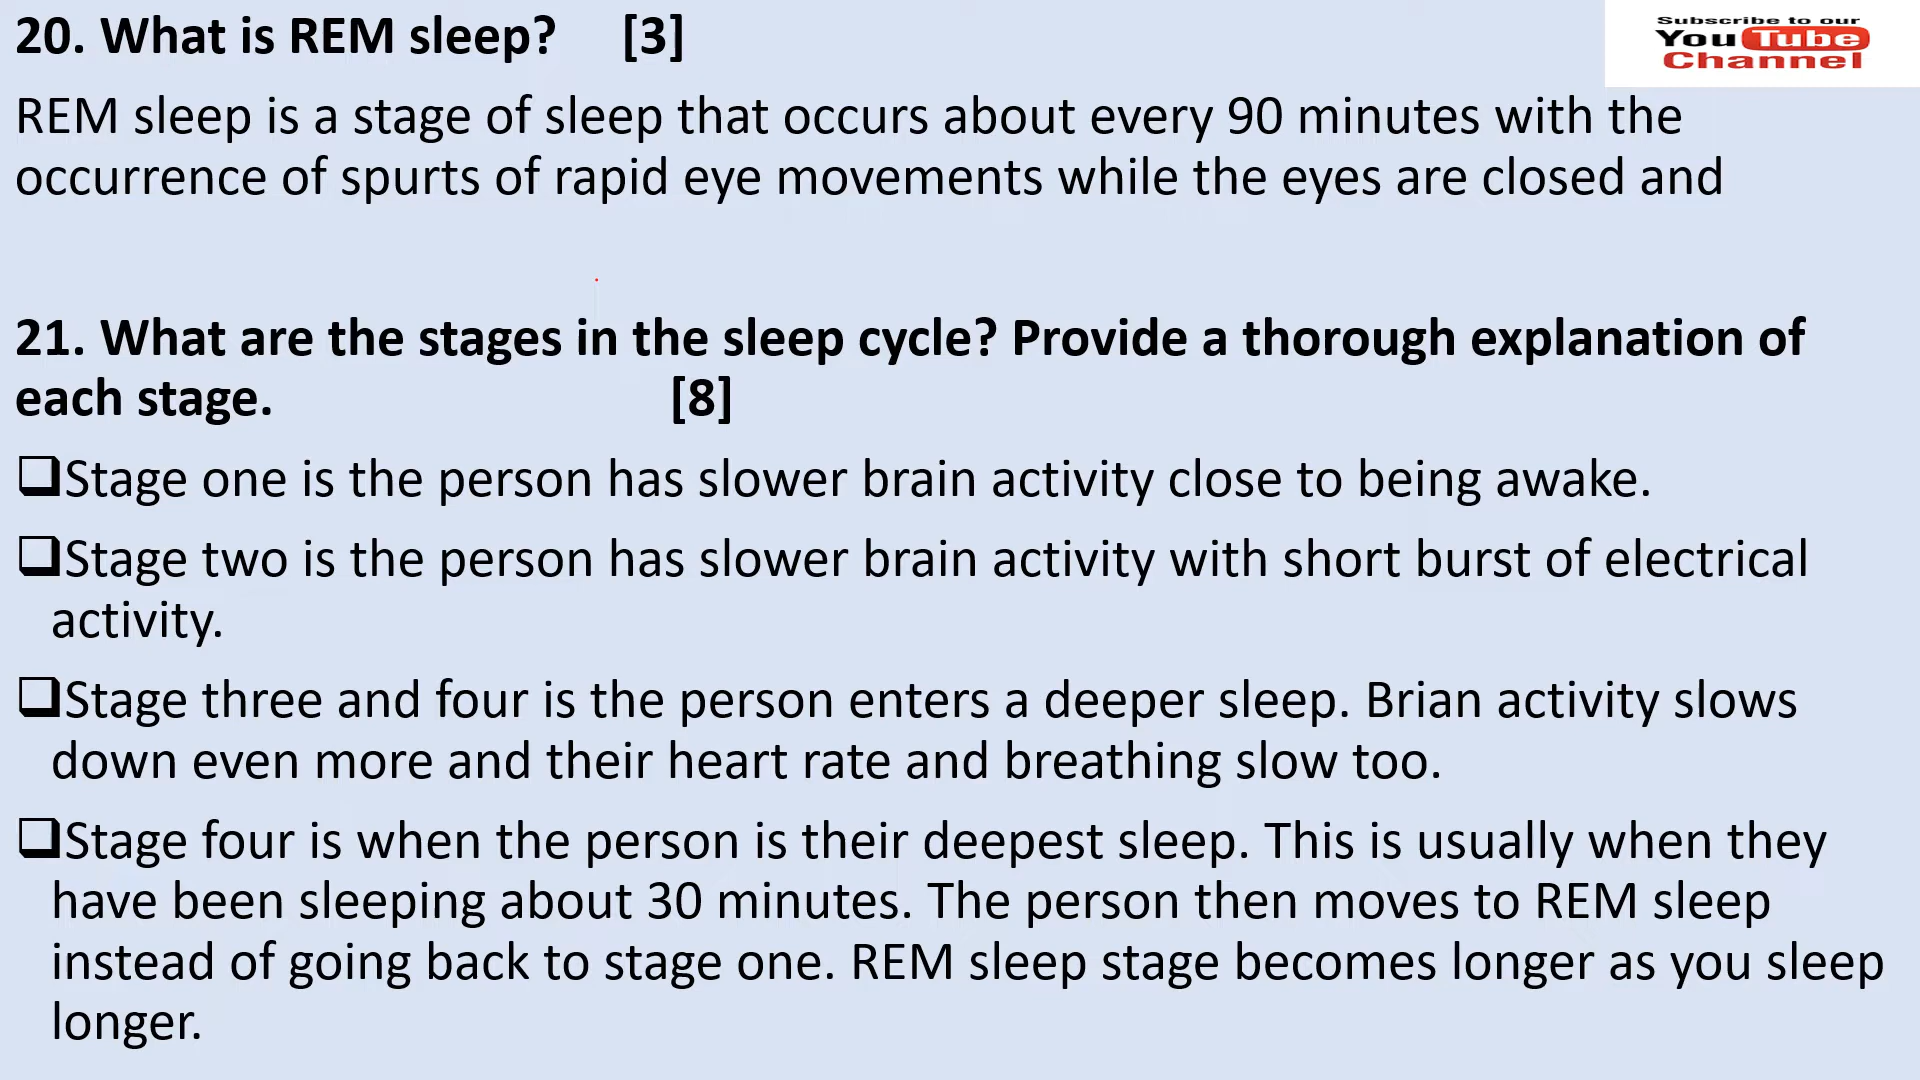 20. What is REM sleep? [3]
Subscribe to our
YouTube
Channel
REM sleep is a stage of sleep that occurs about every 90 minutes with the
occurrence of spurts of rapid eye movements while the eyes are closed and
21. What are the stages in the sleep cycle? Provide a thorough explanation of
each stage. [8]
❑Stage one is the person has slower brain activity close to being awake.
❑Stage two is the person has slower brain activity with short burst of electrical
activity.
❑Stage three and four is the person enters a deeper sleep. Brian activity slows
down even more and their heart rate and breathing slow too.
❑Stage four is when the person is their deepest sleep. This is usually when they
have been sleeping about 30 minutes. The person then moves to REM sleep
instead of going back to stage one. REM sleep stage becomes longer as you sleep
longer.